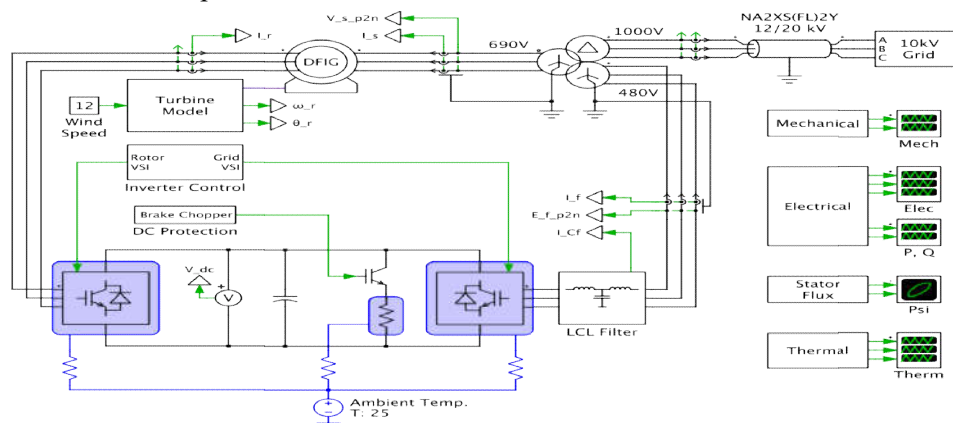 V_s_p2n
I_r
I_s
DFIG
690V
1000V
480V
NA2XS(FL)2Y
12/20 kV
A
B
C
10kV
Grid
12
Wind
Speed
Turbine
Model
ω_r
θ_r
Rotor
VSI
Grid
VSI
Inverter Control
Brake Chopper
DC Protection
V_dc
V
I_f
E_f_p2n
I_Cf
LCL Filter
Ambient Temp.
T: 25
Mechanical
Mech
Electrical
Elec
P, Q
Stator
Flux
Psi
Thermal
Therm